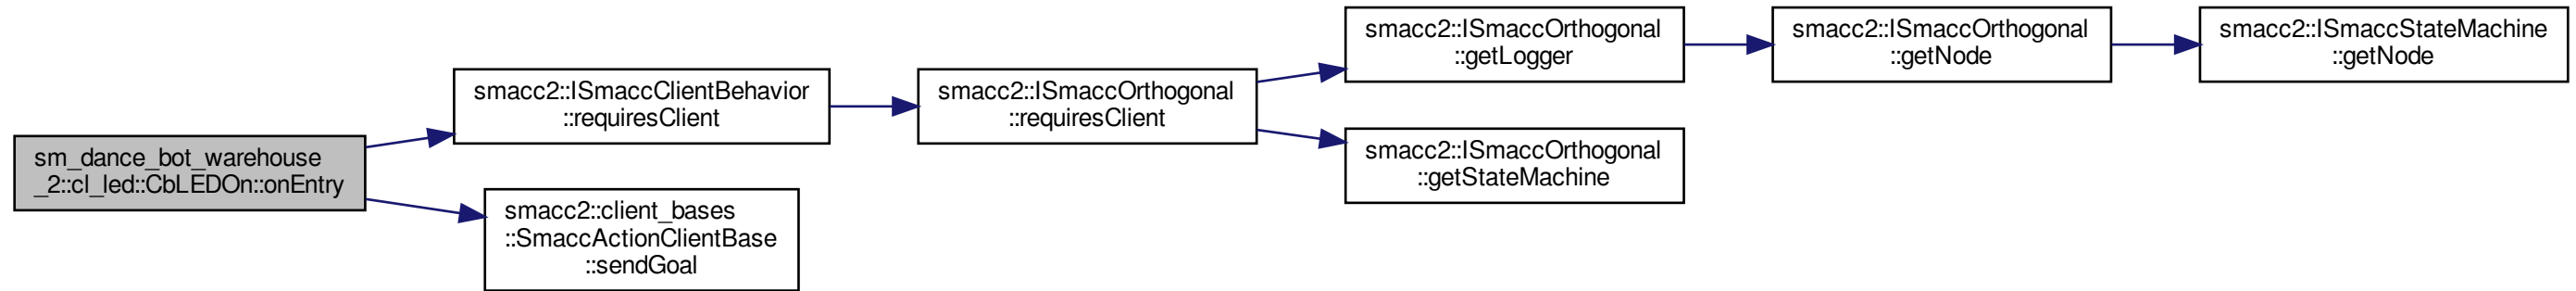 sm_dance_bot_warehouse
_2::cl_led::CbLEDOn::onEntry
smacc2::ISmaccClientBehavior
::requiresClient
smacc2::ISmaccOrthogonal
::requiresClient
smacc2::ISmaccOrthogonal
::getLogger
smacc2::ISmaccOrthogonal
::getNode
smacc2::ISmaccStateMachine
::getNode
smacc2::ISmaccOrthogonal
::getStateMachine
smacc2::client_bases
::SmaccActionClientBase
::sendGoal